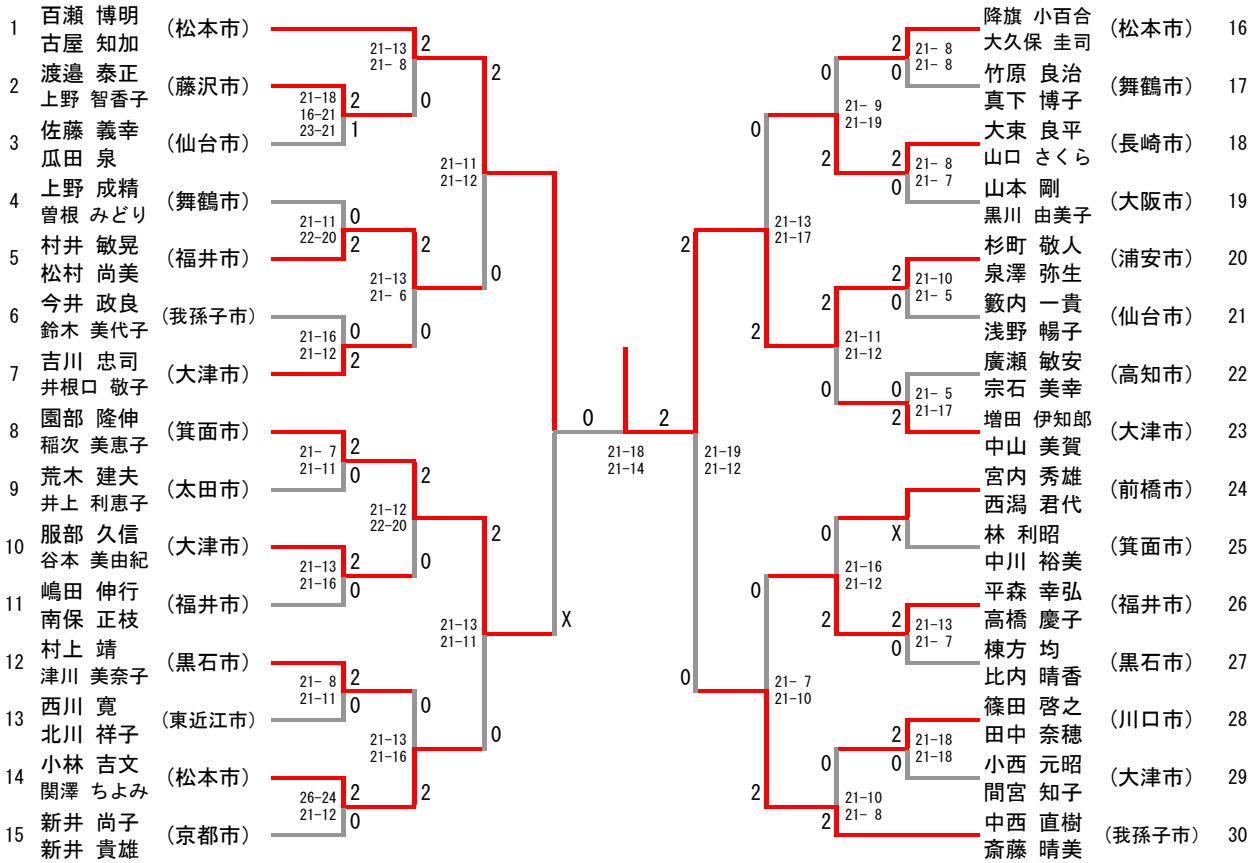 1 百瀬 博明 (松本市)
古屋 知加
2 渡邉 泰正 (藤沢市)
上野 智香子
3 佐藤 義幸 (仙台市)
瓜田 泉
4 上野 成精 (舞鶴市)
曽根 みどり
5 村井 敏晃 (福井市)
松村 尚美
6 今井 政良 (我孫子市)
鈴木 美代子
7 吉川 忠司 (大津市)
井根口 敬子
8 園部 隆伸 (箕面市)
稲次 美恵子
9 荒木 建夫 (太田市)
井上 利恵子
10 服部 久信 (大津市)
谷本 美由紀
11 嶋田 伸行 (福井市)
南保 正枝
12 村上 靖 (黒石市)
津川 美奈子
13 西川 寛 (東近江市)
北川 祥子
14 小林 吉文 (松本市)
関澤 ちよみ
15 新井 尚子 (京都市)
新井 貴雄
21-18 2
16-21
23-21 1
21-11 0
22-20 2
21-16 0
21-12 2
21- 7 2
21-11 0
21-13 2
21-16 0
21- 8 2
21-11 0
26-24 2
21-12 0
21-13 2
21- 8 0
21-13 2
21- 6 0
21-12 2
22-20 0
21-13 0
21-16 2
21-11 2
21-12 0
21-13 2
21-11 0
X
0 2
21-18
21-14
2 21-19
21-12
0
0 21-13
21-17
2
0 21- 7
21-10
2
0 21- 9
21-19
2
2 21-11
21-12
0
0 21-16
21-12
2
0 21-10
21- 8
2
2 21- 8
0 21- 8
2 21- 8
0 21- 7
2 21-10
0 21- 5
0 21- 5
2 21-17
X
2 21-13
0 21- 7
2 21-18
0 21-18
降旗 小百合 (松本市) 16
大久保 圭司
竹原 良治 (舞鶴市) 17
真下 博子
大東 良平 (長崎市) 18
山口 さくら
山本 剛 (大阪市) 19
黒川 由美子
杉町 敬人 (浦安市) 20
泉澤 弥生
籔内 一貴 (仙台市) 21
浅野 暢子
廣瀬 敏安 (高知市) 22
宗石 美幸
増田 伊知郎 (大津市) 23
中山 美賀
宮内 秀雄 (前橋市) 24
西潟 君代
林 利昭 (箕面市) 25
中川 裕美
平森 幸弘 (福井市) 26
高橋 慶子
棟方 均 (黒石市) 27
比内 晴香
篠田 啓之 (川口市) 28
田中 奈穂
小西 元昭 (大津市) 29
間宮 知子
中西 直樹 (我孫子市) 30
斎藤 晴美